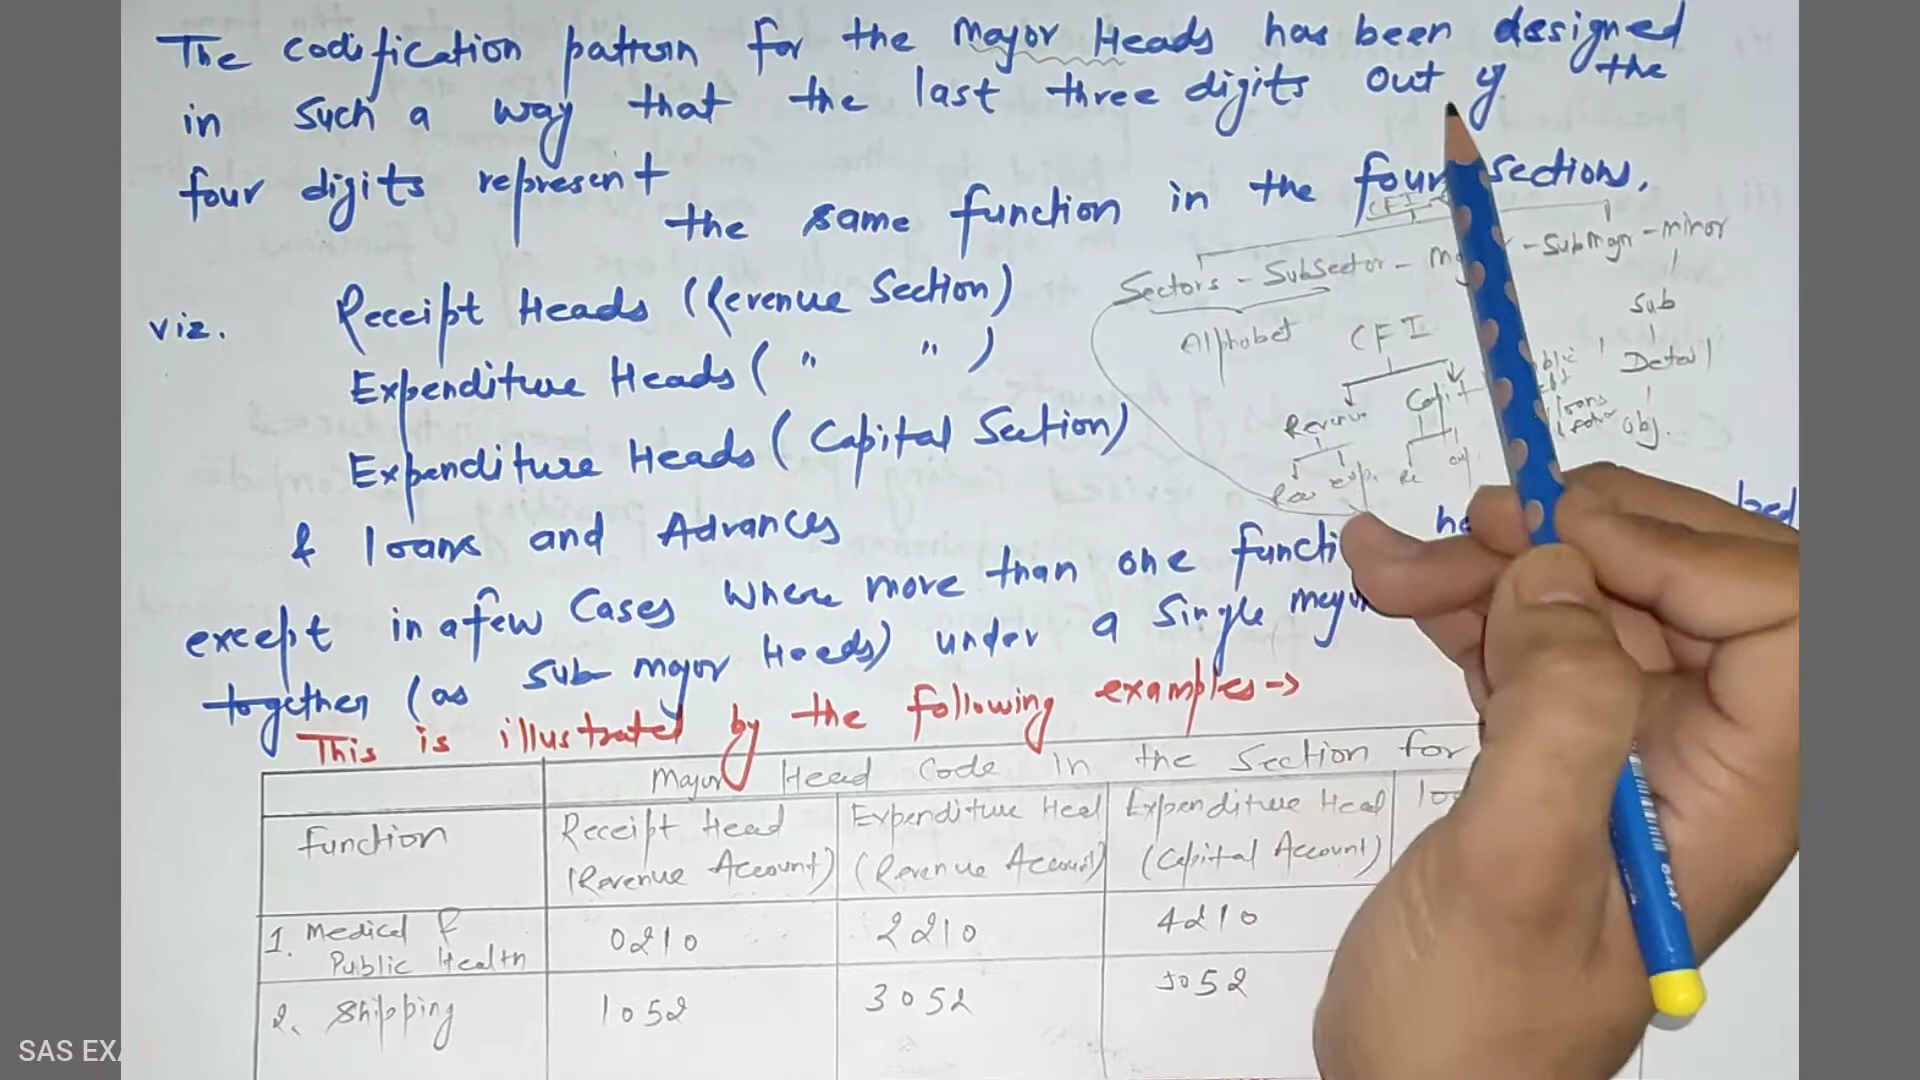 The codification pattern for the Major Heads has been designed
in such a way that the last three digits out of the
four digits represent the same function in the four sections,
CFI
Sectors - SubSector - - SubMajr - minor
Alphabet
Sub
Detail
obj.
CFI
Revenue
Rev exp.
viz. Receipt Heads (Revenue Section)
Expenditure Heads ( " " )
Expenditure Heads ( Capital Section)
& loans and Advances
except in a few Cases where more than one
together (as sub-major Heads) under a single
This is illustrated by the following examples→
Major Head Code in the Section for
Function
Receipt Head (Revenue Account)
Expenditure Head (Revenue Account)
Expenditure Head (Capital Account)
1. Medical & Public Health 0210 2210 4210
2. Shipping 1052 3052 5052
SAS EXA